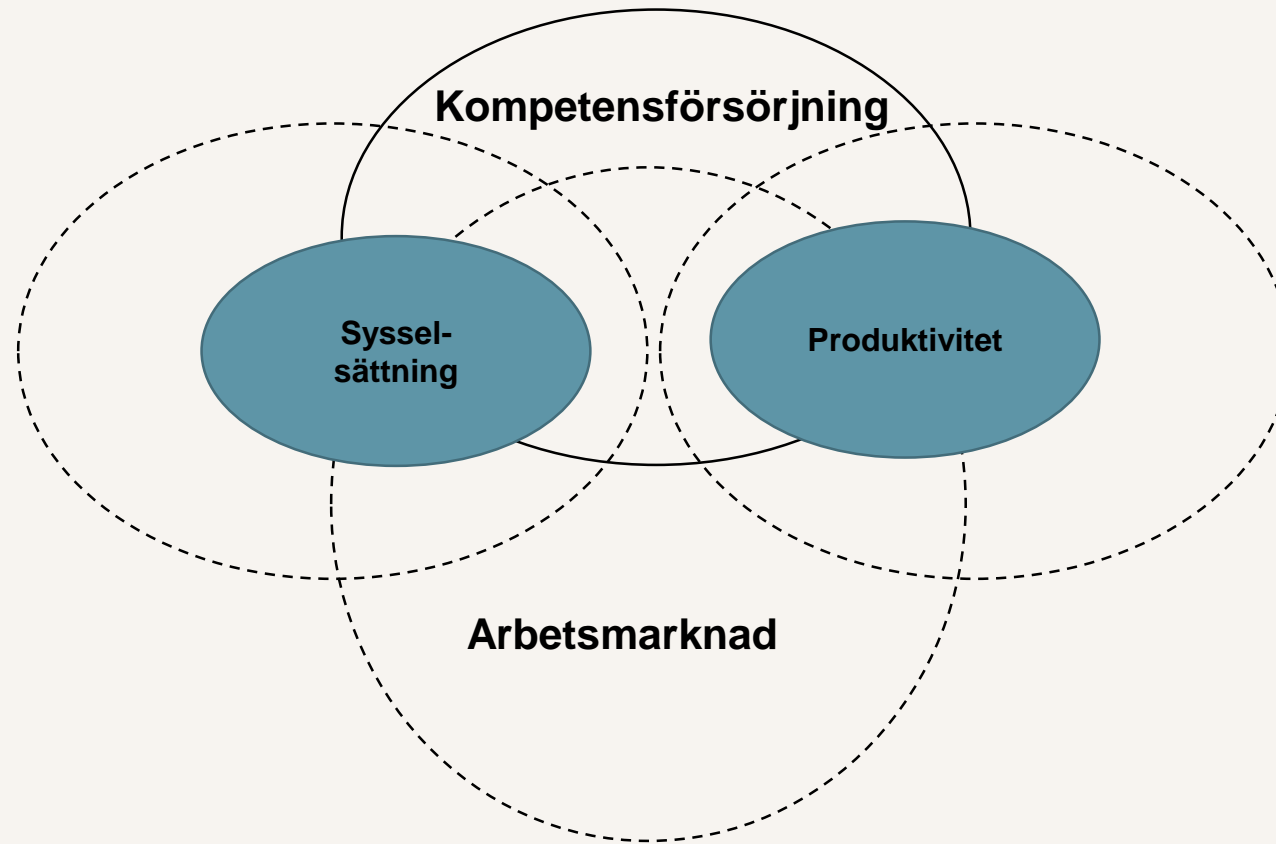 Kompetensförsörjning
Syssel-
sättning
Produktivitet
Arbetsmarknad